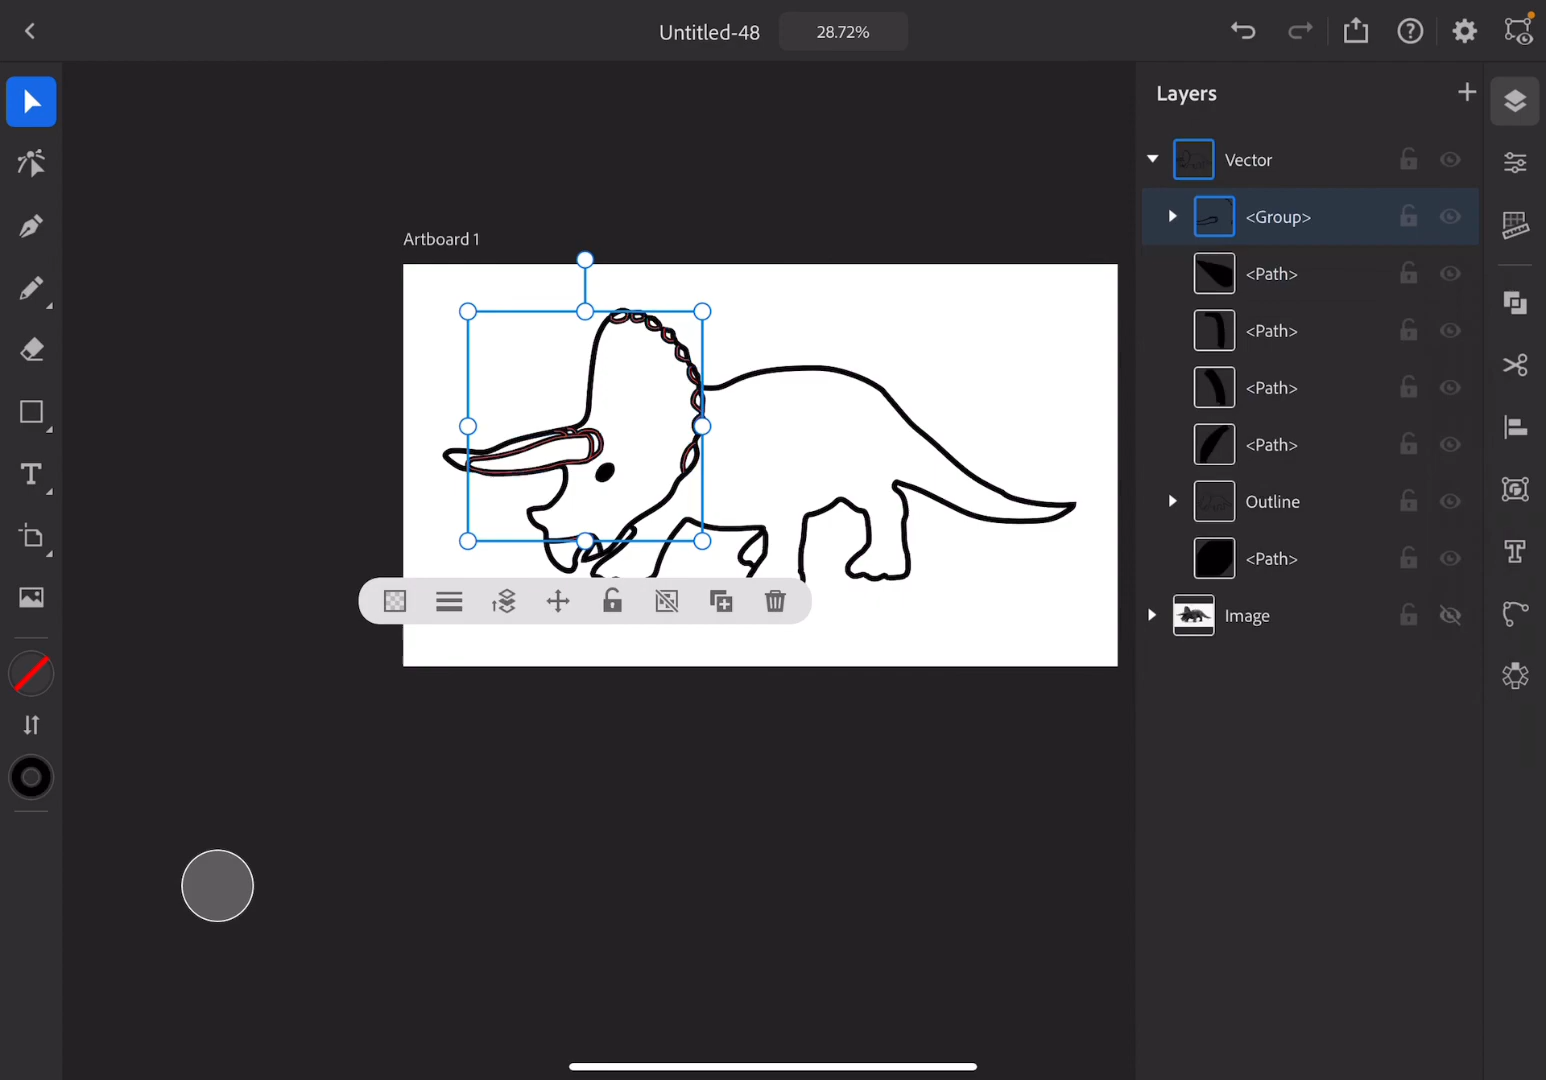 Untitled-48
28.72%
Layers
Vector
<Group>
Artboard 1
<Path>
<Path>
<Path>
<Path>
Outline
<Path>
Image